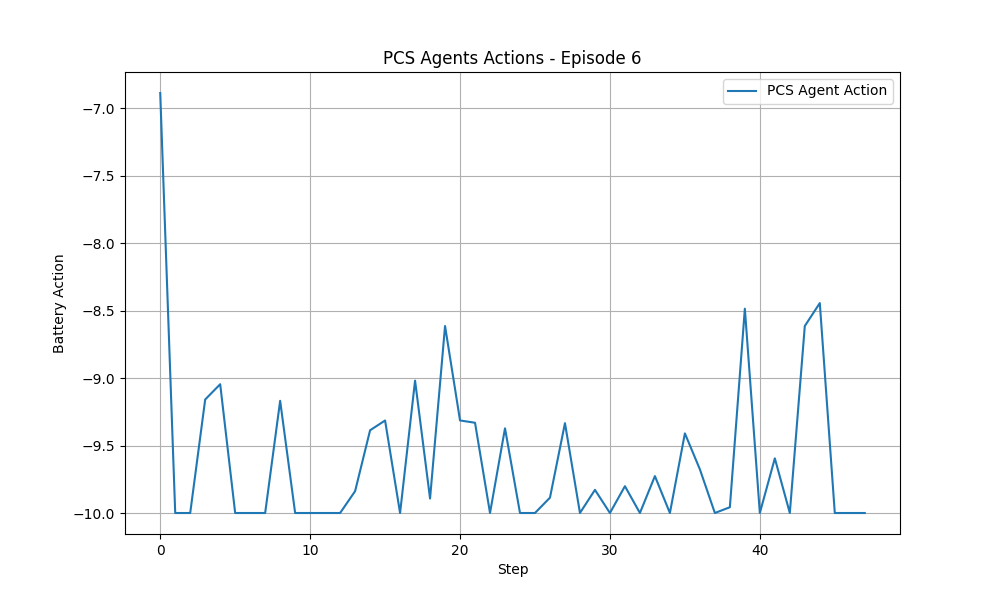 PCS Agents Actions - Episode 6
PCS Agent Action
Battery Action
−7.0
−7.5
−8.0
−8.5
−9.0
−9.5
−10.0
0 10 20 30 40
Step